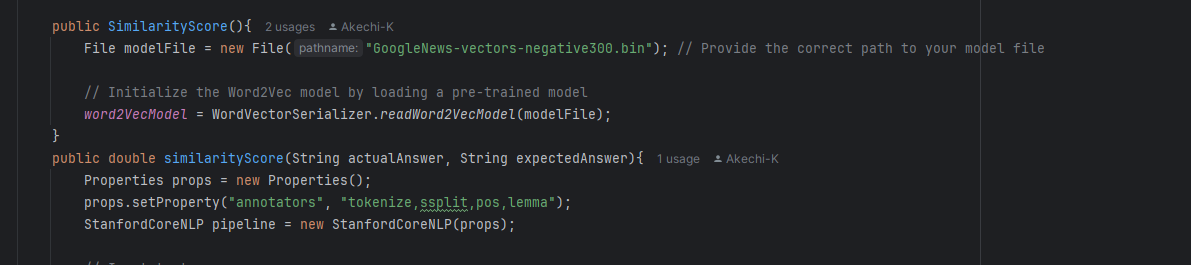 public SimilarityScore(){ 2 usages Akechi-K
File modelFile = new File( pathname: "GoogleNews-vectors-negative300.bin"); // Provide the correct path to your model file
// Initialize the Word2Vec model by loading a pre-trained model
word2VecModel = WordVectorSerializer.readWord2VecModel(modelFile);
}
public double similarityScore(String actualAnswer, String expectedAnswer){ 1 usage Akechi-K
Properties props = new Properties();
props.setProperty("annotators", "tokenize,ssplit,pos,lemma");
StanfordCoreNLP pipeline = new StanfordCoreNLP(props);